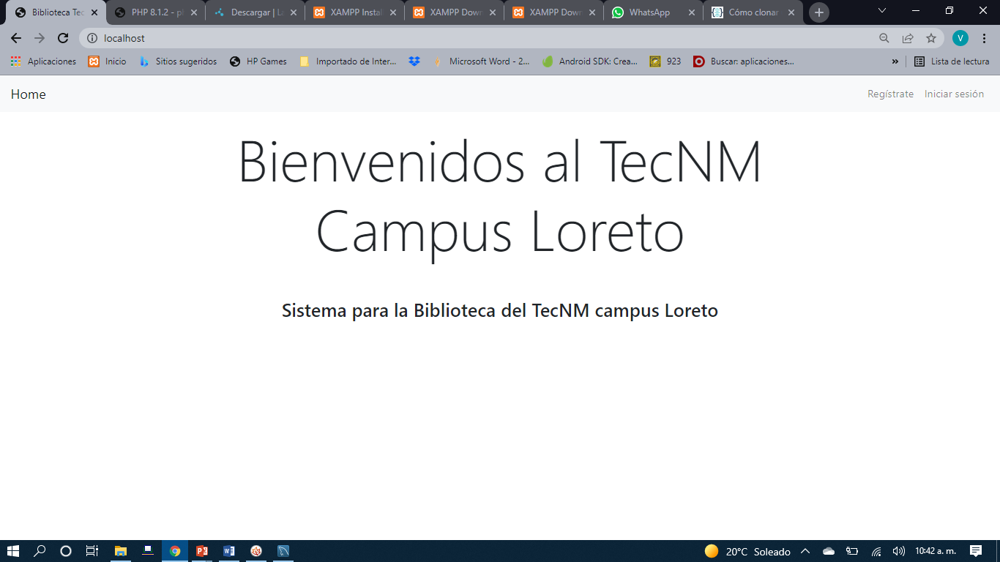 Biblioteca Tec
PHP 8.1.2 - p
Descargar | La
XAMPP Instal
XAMPP Down
XAMPP Down
WhatsApp
Cómo clonar
localhost
V
Aplicaciones
Inicio
Sitios sugeridos
HP Games
Importado de Inter...
Microsoft Word - 2...
Android SDK: Crea...
923
Buscar: aplicaciones...
»
Lista de lectura
Home
Regístrate
Iniciar sesión
Bienvenidos al TecNM
Campus Loreto
Sistema para la Biblioteca del TecNM campus Loreto
20°C Soleado
10:42 a. m.